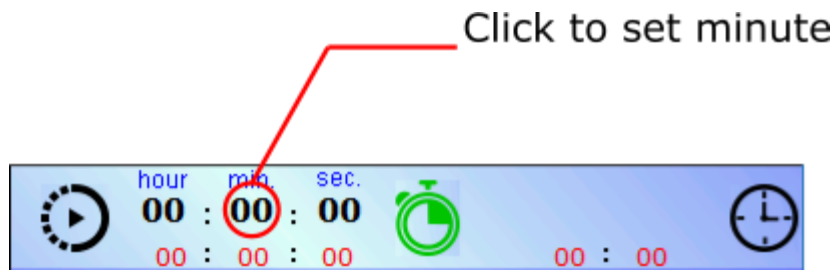 Click to set minute
hour min. sec.
00 : 00 : 00
00 : 00 : 00 00 : 00